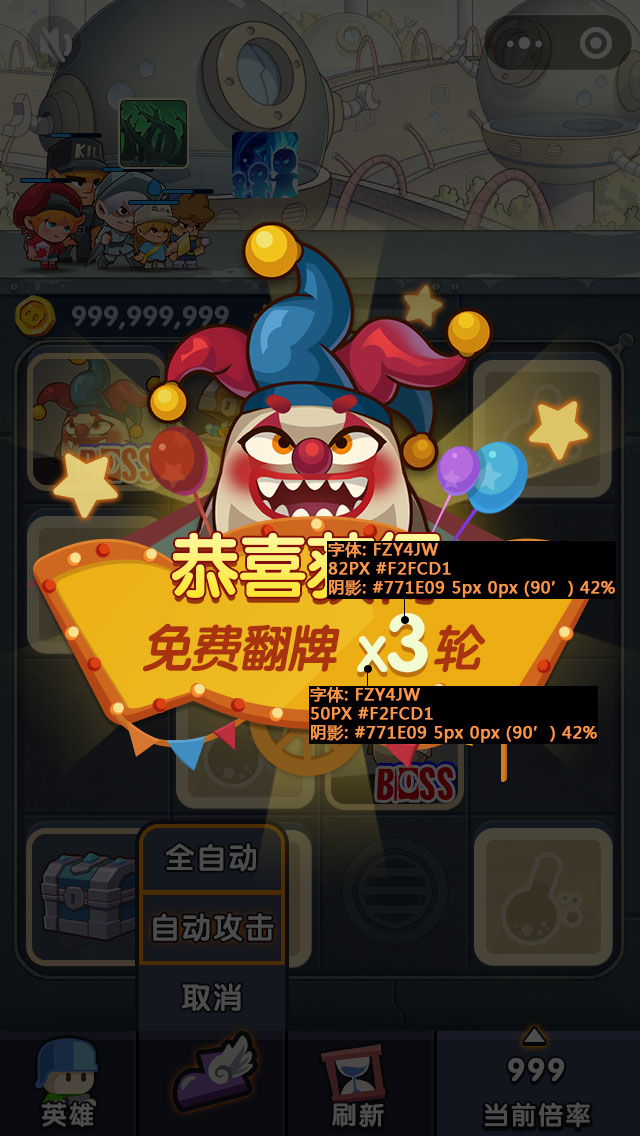 KILL
999,999,999
BOSS
恭喜获得
字体: FZY4JW
82PX #F2FCD1
阴影: #771E09 5px 0px (90′) 42%
免费翻牌 x3 轮
字体: FZY4JW
50PX #F2FCD1
阴影: #771E09 5px 0px (90′) 42%
BOSS
全自动
自动攻击
取消
999
英雄
刷新
当前倍率